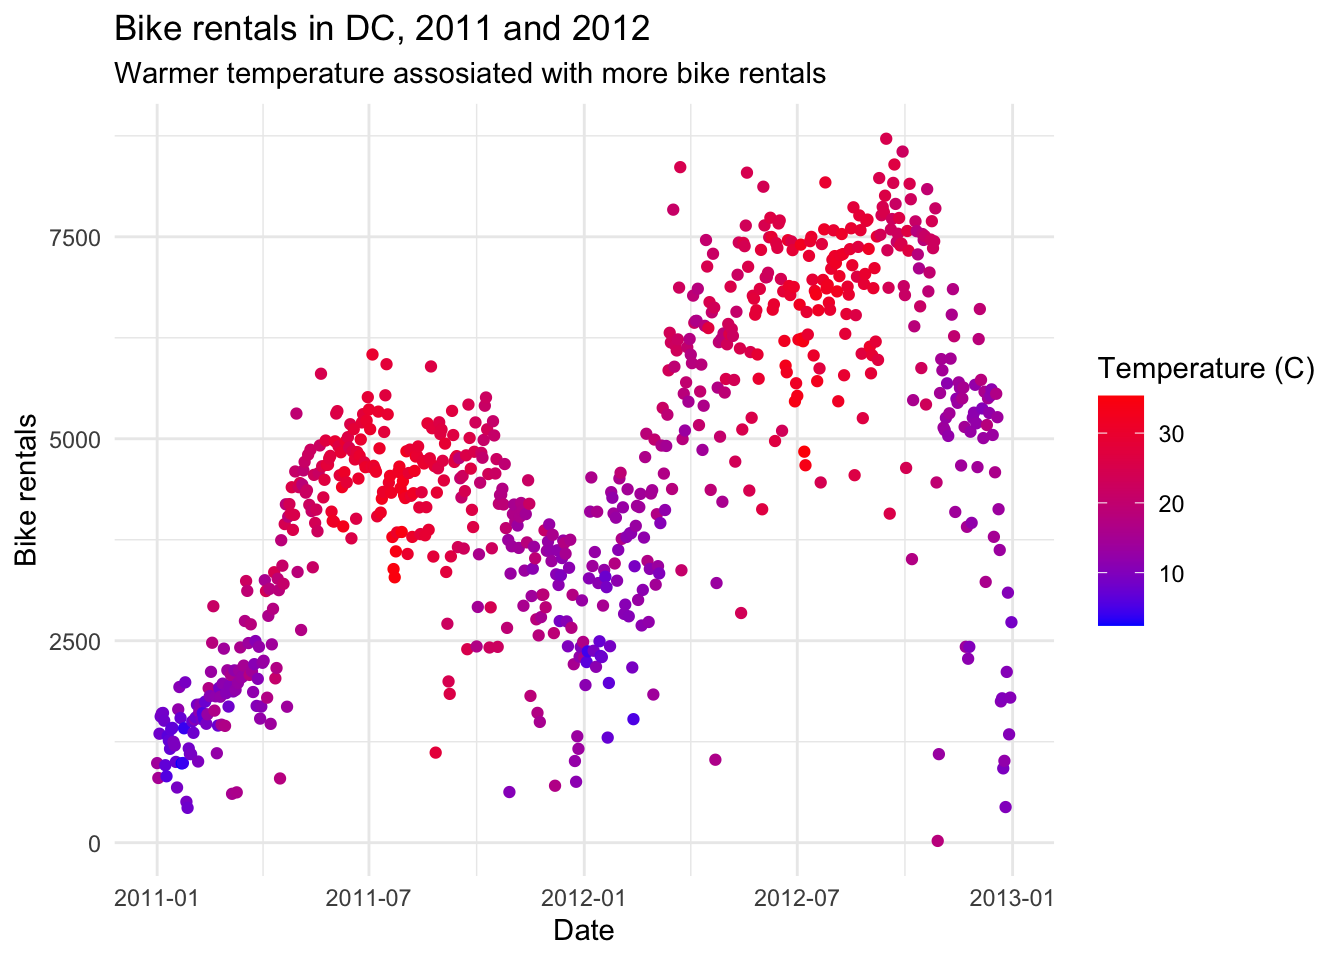 Bike rentals in DC, 2011 and 2012
Warmer temperature assosiated with more bike rentals
Bike rentals
7500
5000
2500
0
2011-01
2011-07
2012-01
2012-07
2013-01
Date
Temperature (C)
30
20
10